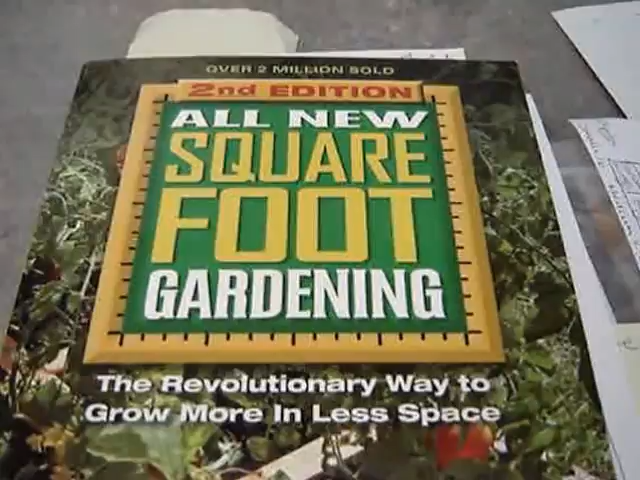 OVER 2 MILLION SOLD
2nd EDITION
ALL NEW
SQUARE
FOOT
GARDENING
The Revolutionary Way to
Grow More In Less Space